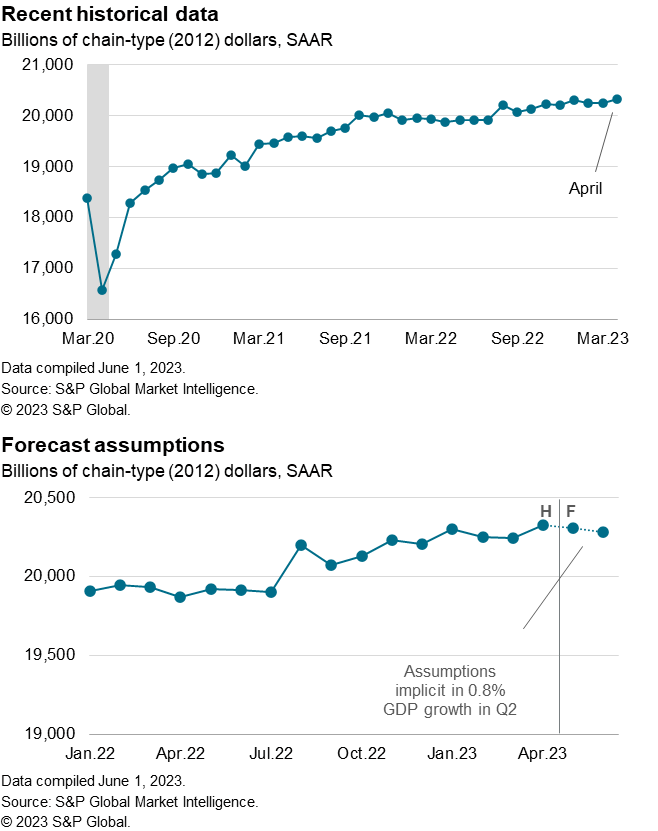 Recent historical data
Billions of chain-type (2012) dollars, SAAR
21,000
20,000
19,000
18,000
17,000
16,000
April
Mar.20 Sep.20 Mar.21 Sep.21 Mar.22 Sep.22 Mar.23
Data compiled June 1, 2023.
Source: S&P Global Market Intelligence.
© 2023 S&P Global.
Forecast assumptions
Billions of chain-type (2012) dollars, SAAR
20,500
H F
20,000
19,500
Assumptions
implicit in 0.8%
GDP growth in Q2
19,000
Jan.22 Apr.22 Jul.22 Oct.22 Jan.23 Apr.23
Data compiled June 1, 2023.
Source: S&P Global Market Intelligence.
© 2023 S&P Global.